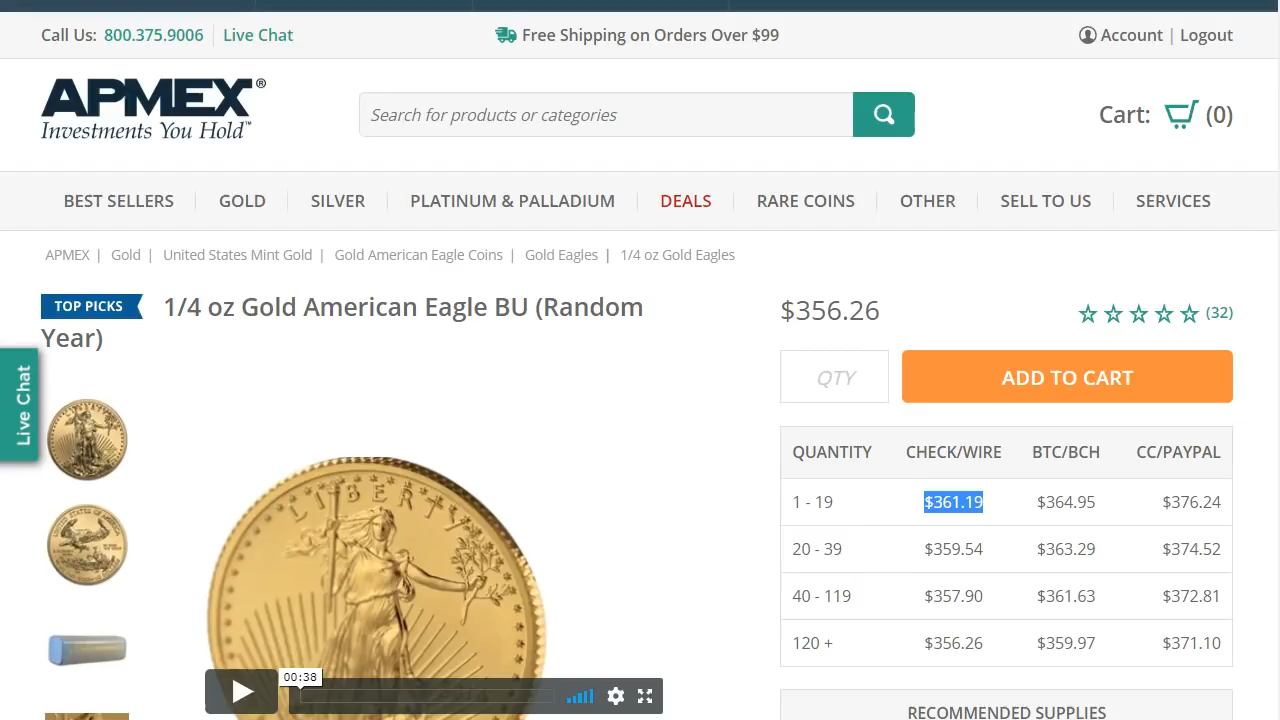 Call Us: 800.375.9006 Live Chat
Free Shipping on Orders Over $99
Account | Logout
APMEX®
Investments You Hold™
Search for products or categories
Cart: (0)
BEST SELLERS GOLD SILVER PLATINUM & PALLADIUM DEALS RARE COINS OTHER SELL TO US SERVICES
APMEX | Gold | United States Mint Gold | Gold American Eagle Coins | Gold Eagles | 1/4 oz Gold Eagles
TOP PICKS 1/4 oz Gold American Eagle BU (Random
Year)
$356.26
(32)
QTY
ADD TO CART
QUANTITY CHECK/WIRE BTC/BCH CC/PAYPAL
1 - 19 $361.19 $364.95 $376.24
20 - 39 $359.54 $363.29 $374.52
40 - 119 $357.90 $361.63 $372.81
120 + $356.26 $359.97 $371.10
RECOMMENDED SUPPLIES
Live Chat
LIBERTY
00:38